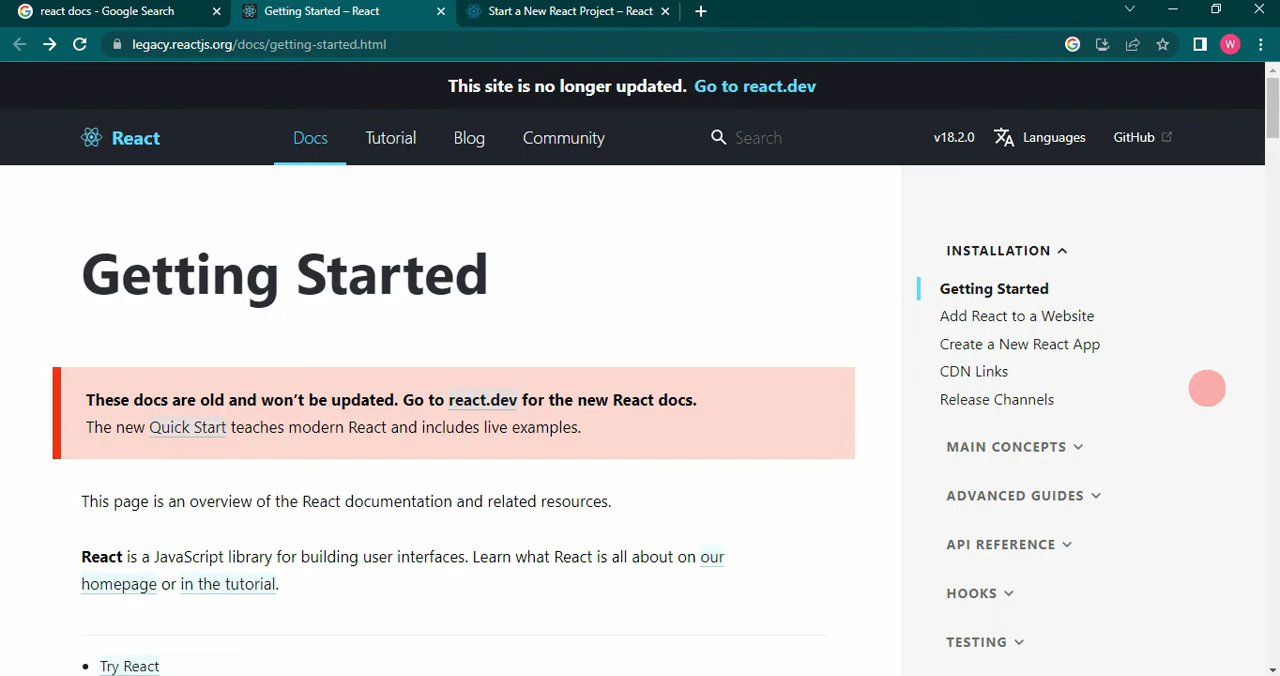 react docs - Google Search
Getting Started – React
Start a New React Project – React
legacy.reactjs.org/docs/getting-started.html
W
This site is no longer updated. Go to react.dev
React
Docs
Tutorial
Blog
Community
Search
v18.2.0
Languages
GitHub
Getting Started
These docs are old and won’t be updated. Go to react.dev for the new React docs.
The new Quick Start teaches modern React and includes live examples.
This page is an overview of the React documentation and related resources.
React is a JavaScript library for building user interfaces. Learn what React is all about on our
homepage or in the tutorial.
Try React
INSTALLATION
Getting Started
Add React to a Website
Create a New React App
CDN Links
Release Channels
MAIN CONCEPTS
ADVANCED GUIDES
API REFERENCE
HOOKS
TESTING